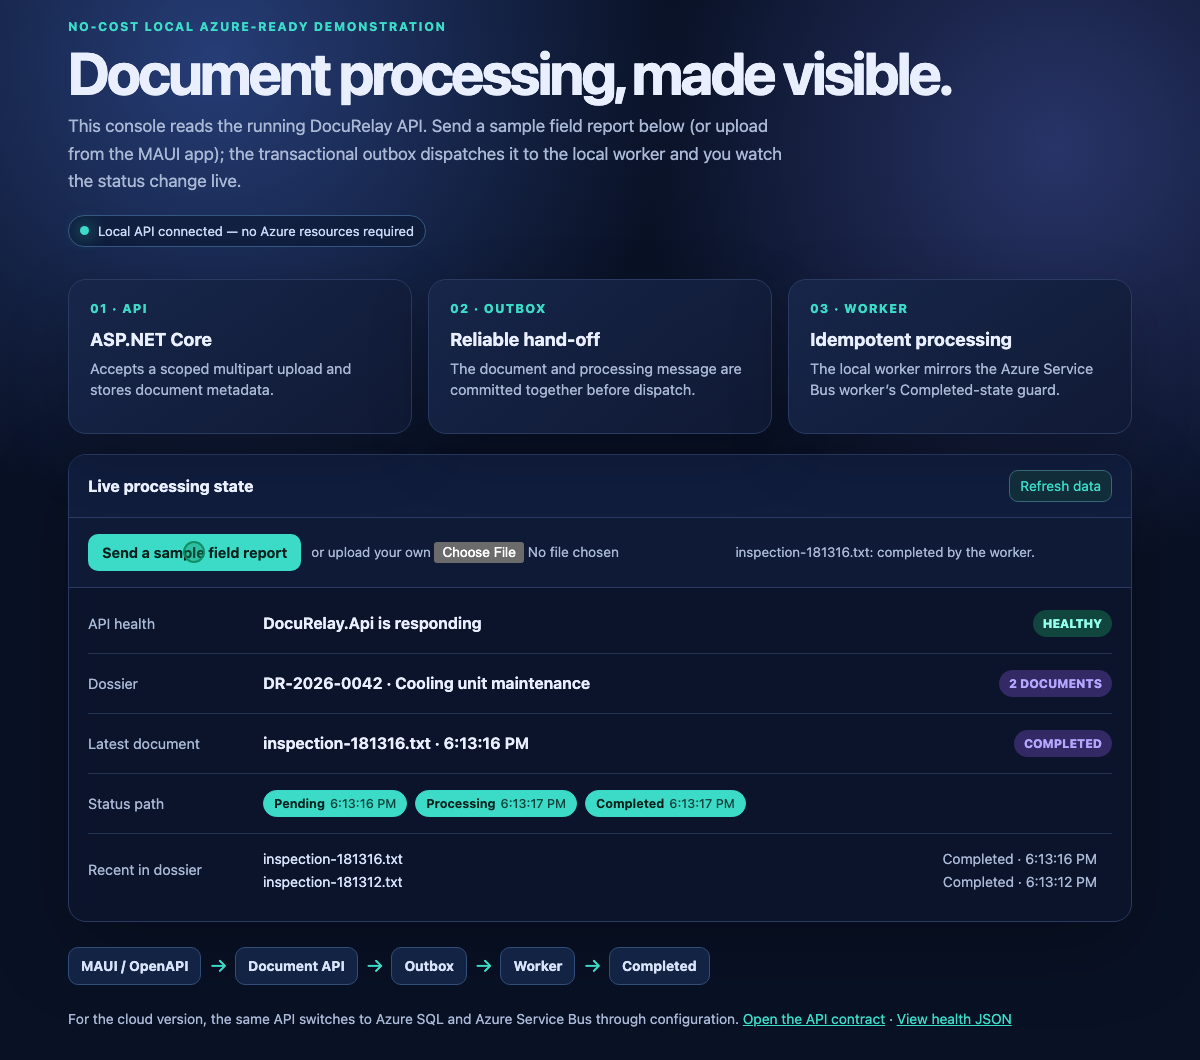 NO-COST LOCAL AZURE-READY DEMONSTRATION
Document processing, made visible.
This console reads the running DocuRelay API. Send a sample field report below (or upload
from the MAUI app); the transactional outbox dispatches it to the local worker and you watch
the status change live.
Local API connected — no Azure resources required
01 · API
ASP.NET Core
Accepts a scoped multipart upload and
stores document metadata.
02 · OUTBOX
Reliable hand-off
The document and processing message are
committed together before dispatch.
03 · WORKER
Idempotent processing
The local worker mirrors the Azure Service
Bus worker’s Completed-state guard.
Live processing state
Refresh data
Send a sample field report or upload your own Choose File No file chosen inspection-181316.txt: completed by the worker.
API health DocuRelay.Api is responding HEALTHY
Dossier DR-2026-0042 · Cooling unit maintenance 2 DOCUMENTS
Latest document inspection-181316.txt · 6:13:16 PM COMPLETED
Status path Pending 6:13:16 PM Processing 6:13:17 PM Completed 6:13:17 PM
Recent in dossier
inspection-181316.txt Completed · 6:13:16 PM
inspection-181312.txt Completed · 6:13:12 PM
MAUI / OpenAPI → Document API → Outbox → Worker → Completed
For the cloud version, the same API switches to Azure SQL and Azure Service Bus through configuration. Open the API contract · View health JSON